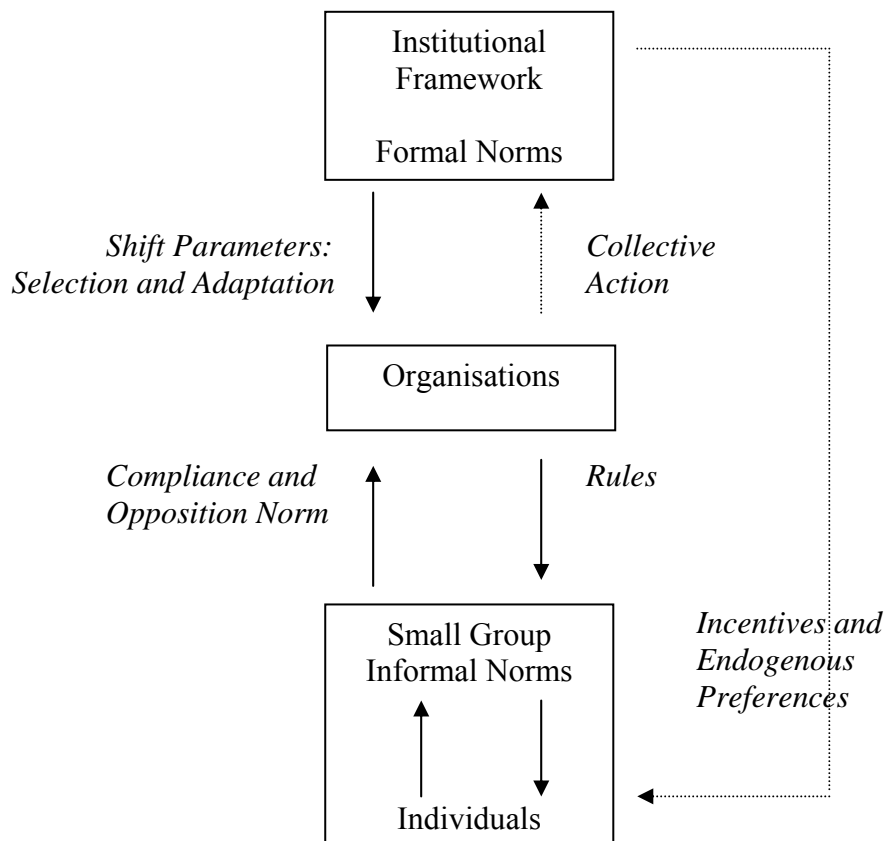 Institutional
Framework
Formal Norms
Shift Parameters:
Selection and Adaptation
Collective
Action
Organisations
Compliance and
Opposition Norm
Rules
Small Group
Informal Norms
Incentives and
Endogenous
Preferences
Individuals